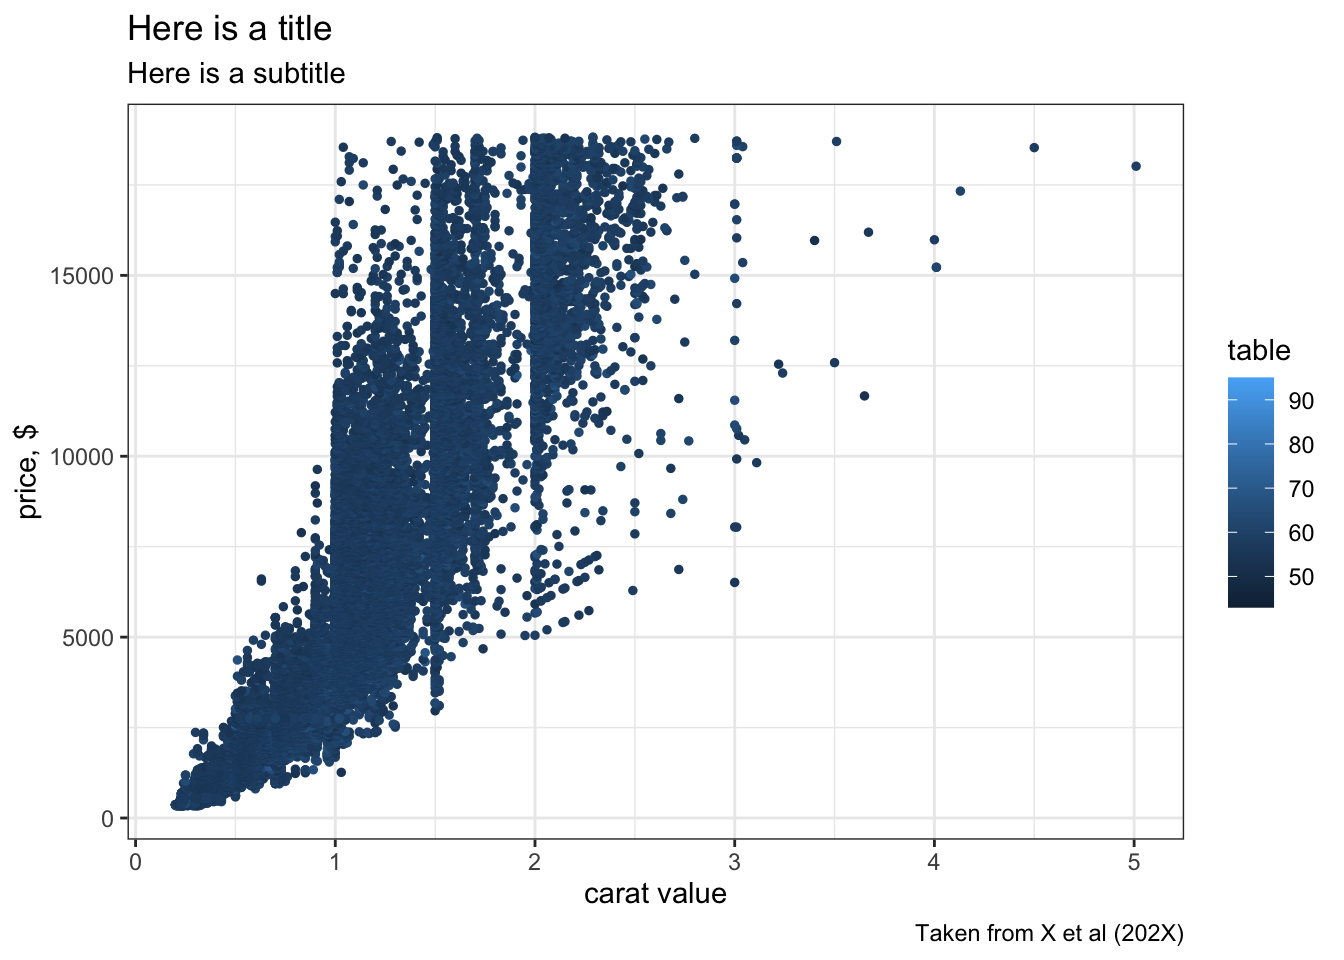 Here is a title
Here is a subtitle
price, $
15000
10000
5000
0
0 1 2 3 4 5
carat value
table
90
80
70
60
50
Taken from X et al (202X)